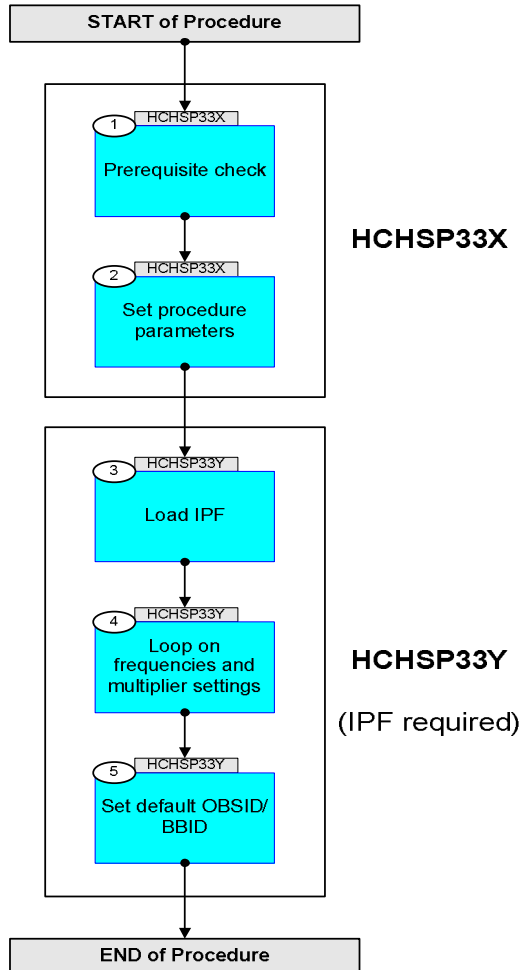 START of Procedure
HCHSP33X
1
Prerequisite check
HCHSP33X
HCHSP33X
2
Set procedure
parameters
HCHSP33Y
3
Load IPF
HCHSP33Y
4
Loop on
frequencies and
multiplier settings
HCHSP33Y
(IPF required)
HCHSP33Y
5
Set default OBSID/
BBID
END of Procedure